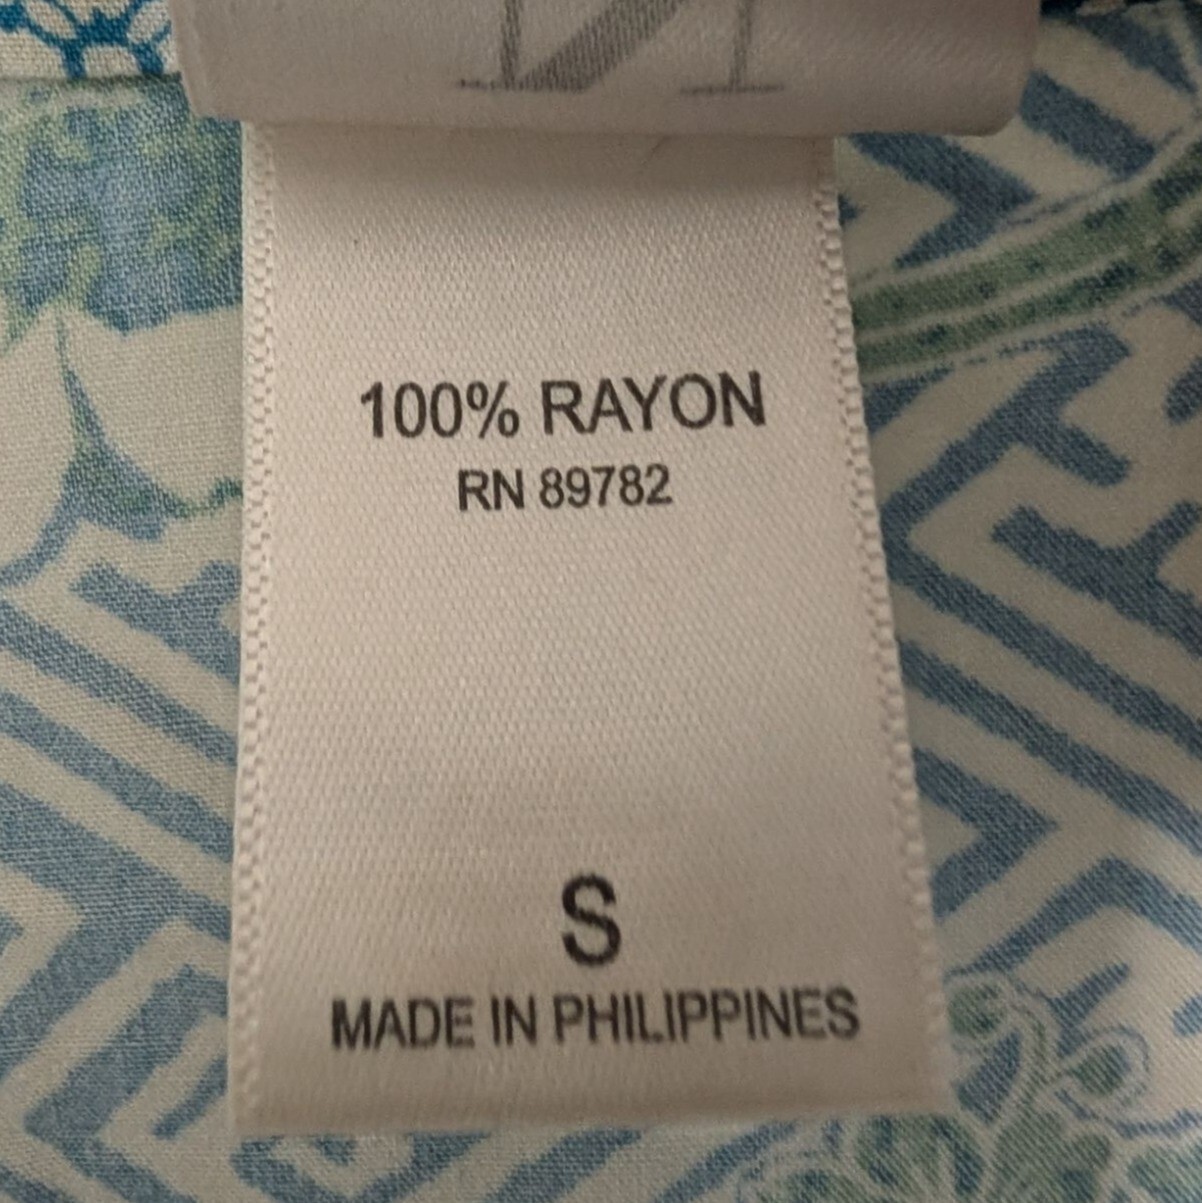 100% RAYON
RN 89782
S
MADE IN PHILIPPINES